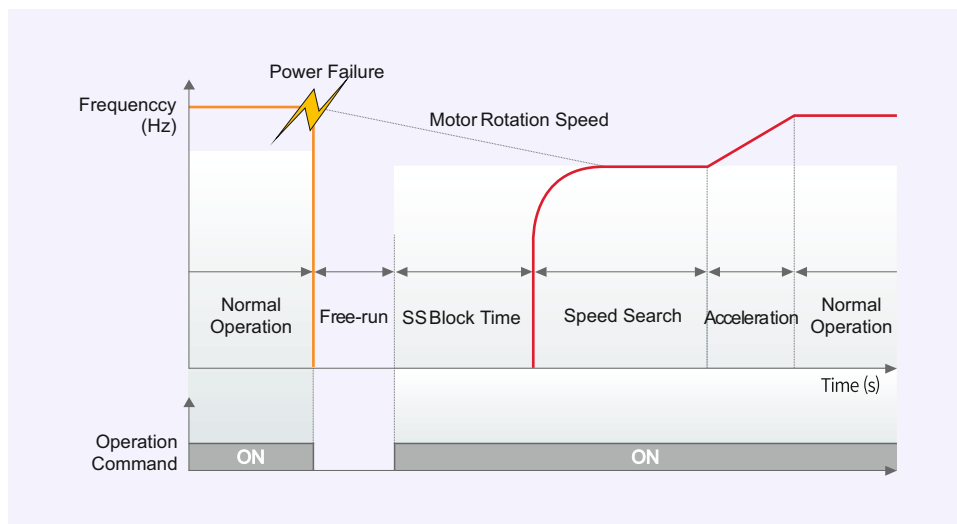 Power Failure
Frequenccy
(Hz)
Motor Rotation Speed
Normal
Operation
Free-run
SS Block Time
Speed Search
Acceleration
Normal
Operation
Time (s)
Operation
Command
ON
ON